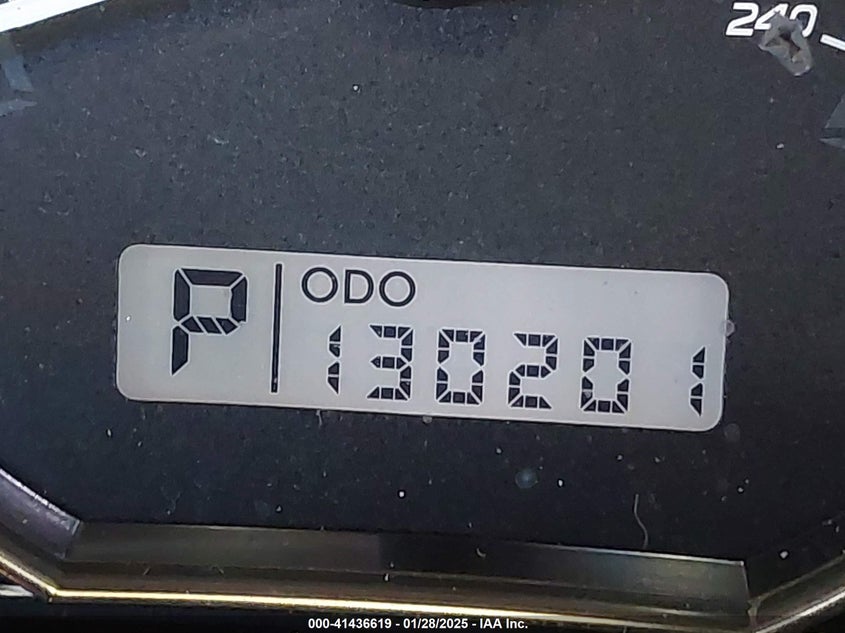 240
P ODO
130201
000-41436619 - 01/28/2025 - IAA Inc.